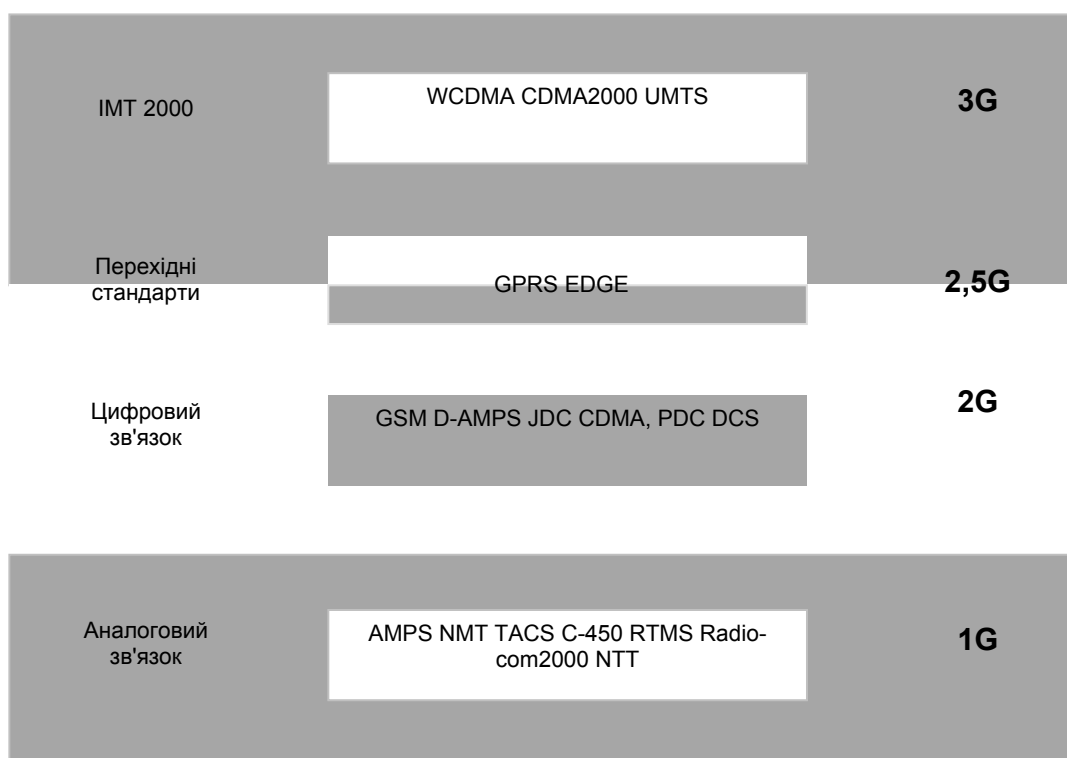 ІМТ 2000
WCDMA CDMA2000 UMTS
3G
Перехідні
стандарти
GPRS EDGE
2,5G
Цифровий
зв'язок
GSM D-AMPS JDC CDMA, PDC DCS
2G
Аналоговий
зв'язок
AMPS NMT TACS C-450 RTMS Radio-
com2000 NTT
1G